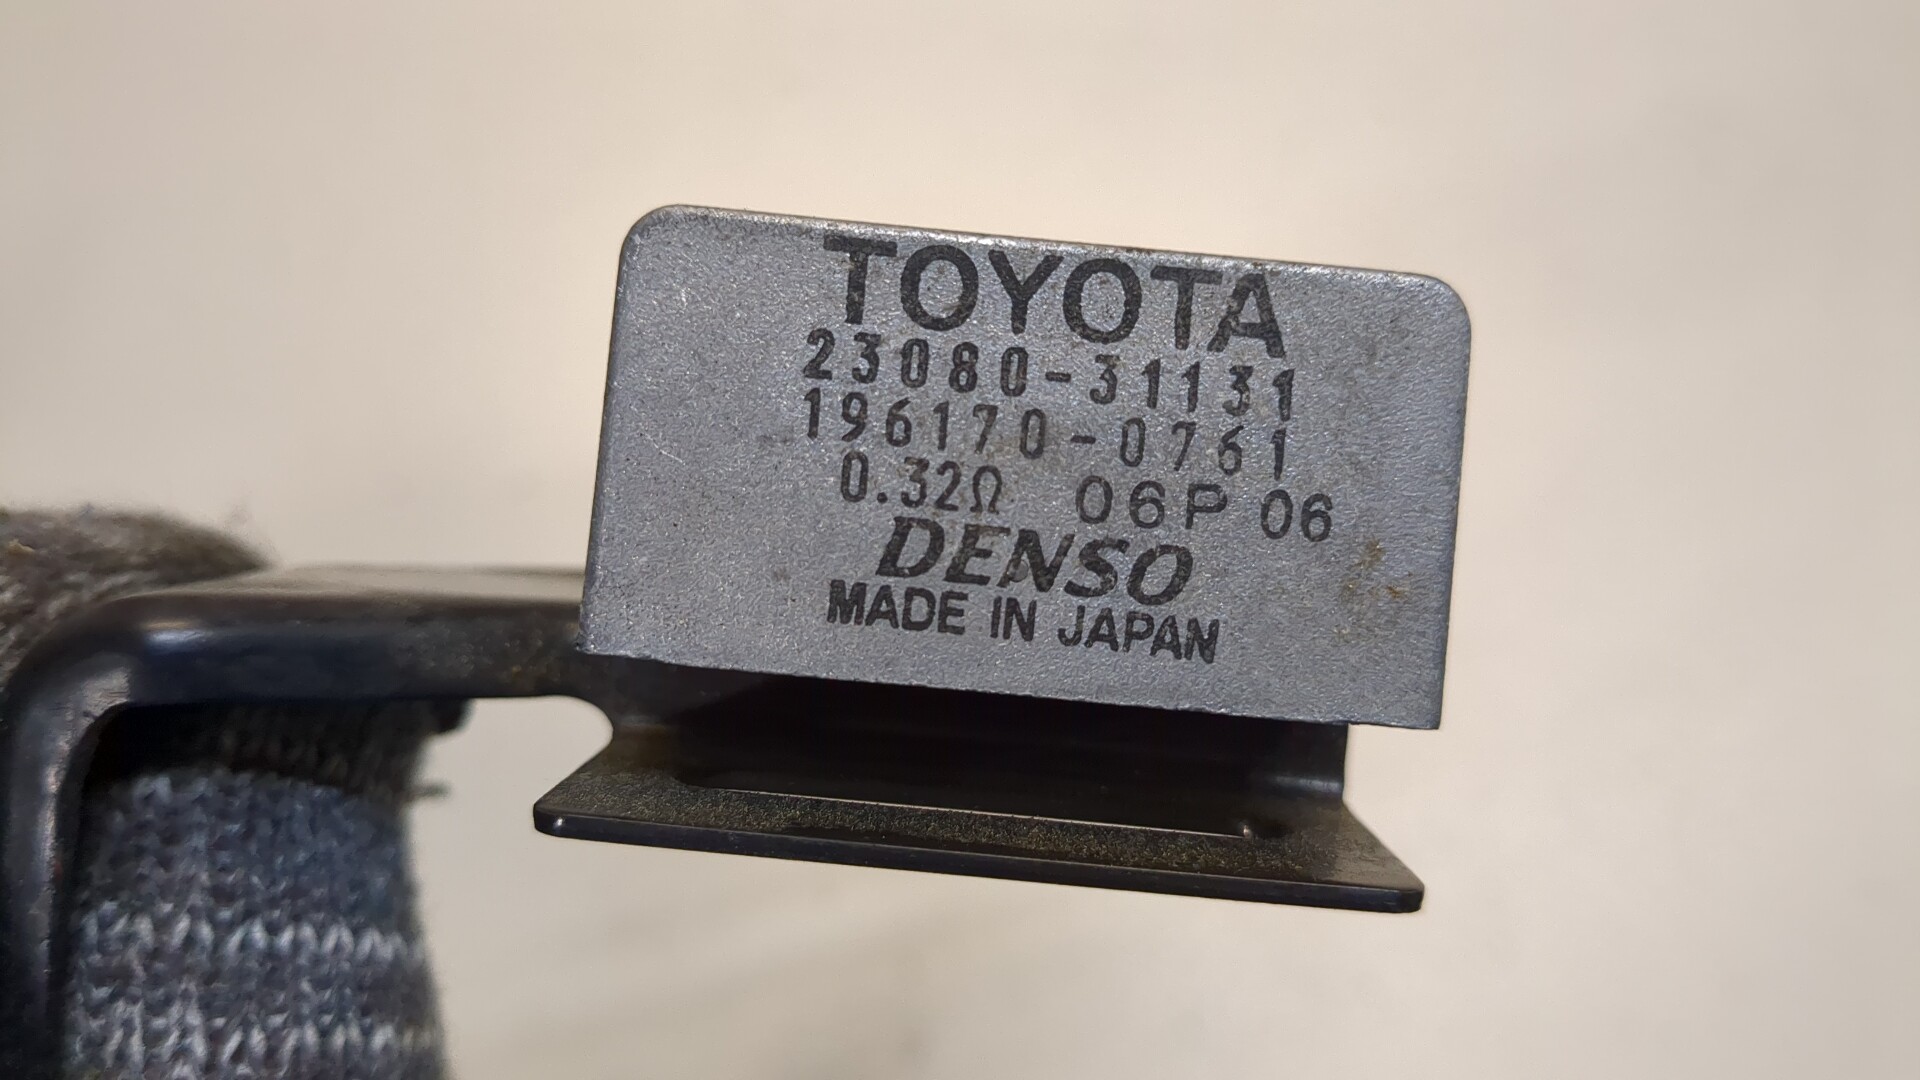 TOYOTA
23080-31131
196170-0761
0.32Ω 06P 06
DENSO
MADE IN JAPAN